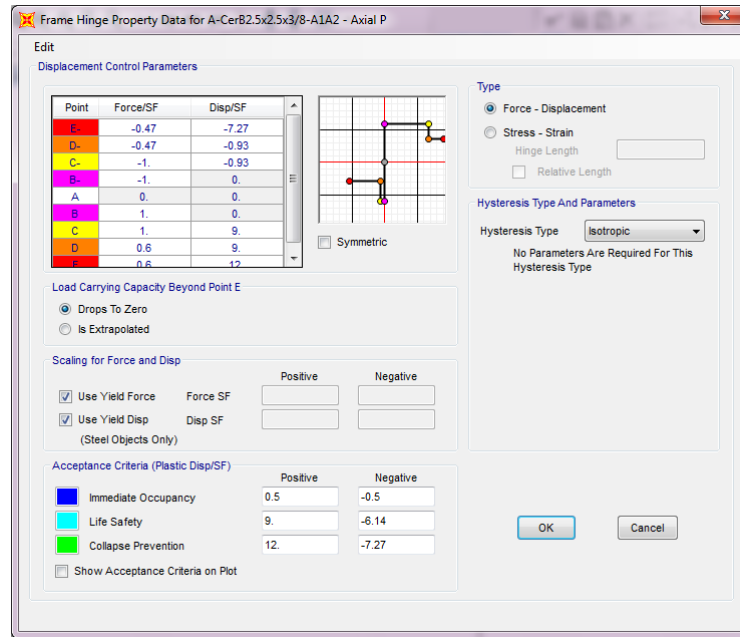 Frame Hinge Property Data for A-CerB2.5x2.5x3/8-A1A2 - Axial P
Edit
Displacement Control Parameters
Point Force/SF Disp/SF
E- -0.47 -7.27
D- -0.47 -0.93
C- -1. -0.93
B- -1. 0.
A 0. 0.
B 1. 0.
C 1. 9.
D 0.6 9.
E 0.6 12.
Symmetric
Load Carrying Capacity Beyond Point E
Drops To Zero
Is Extrapolated
Scaling for Force and Disp
Positive Negative
Use Yield Force Force SF
Use Yield Disp Disp SF
(Steel Objects Only)
Acceptance Criteria (Plastic Disp/SF)
Positive Negative
Immediate Occupancy 0.5 -0.5
Life Safety 9. -6.14
Collapse Prevention 12. -7.27
Show Acceptance Criteria on Plot
Type
Force - Displacement
Stress - Strain
Hinge Length
Relative Length
Hysteresis Type And Parameters
Hysteresis Type Isotropic
No Parameters Are Required For This
Hysteresis Type
OK Cancel